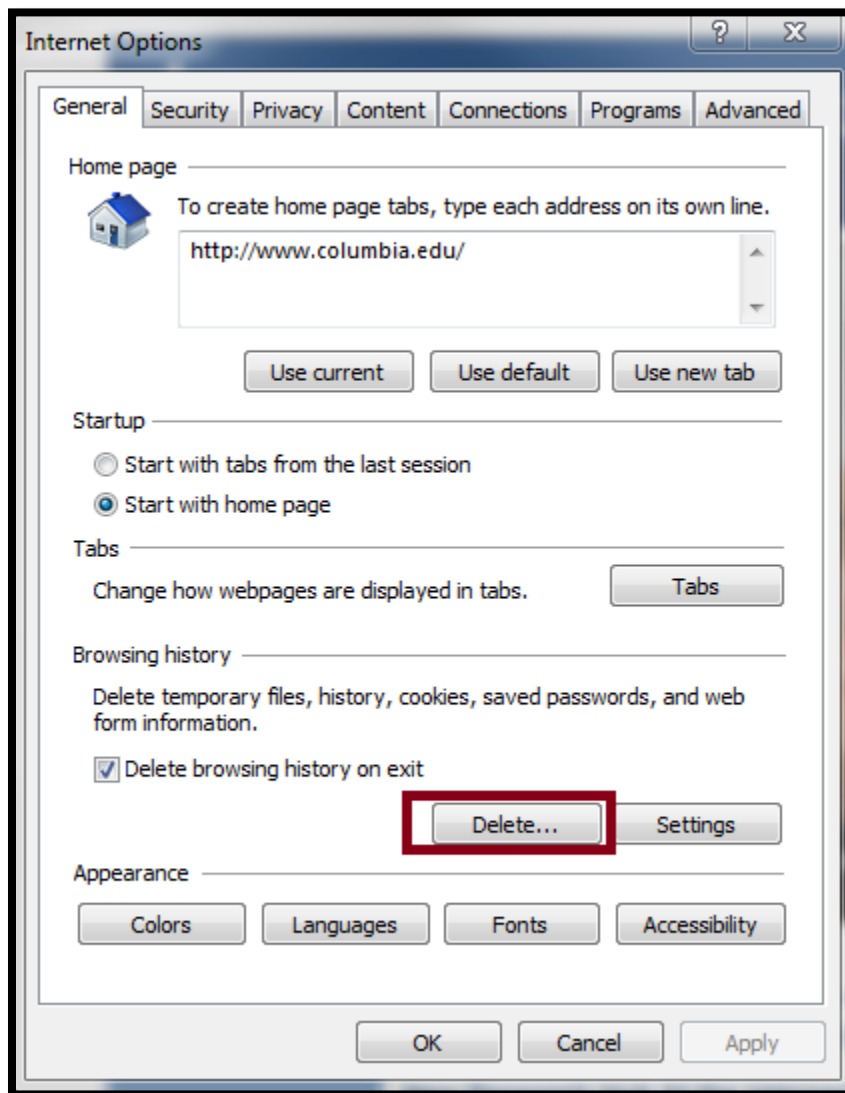 Internet Options
General Security Privacy Content Connections Programs Advanced
Home page
To create home page tabs, type each address on its own line.
http://www.columbia.edu/
Use current Use default Use new tab
Startup
Start with tabs from the last session
Start with home page
Tabs
Change how webpages are displayed in tabs. Tabs
Browsing history
Delete temporary files, history, cookies, saved passwords, and web
form information.
Delete browsing history on exit
Delete... Settings
Appearance
Colors Languages Fonts Accessibility
OK Cancel Apply